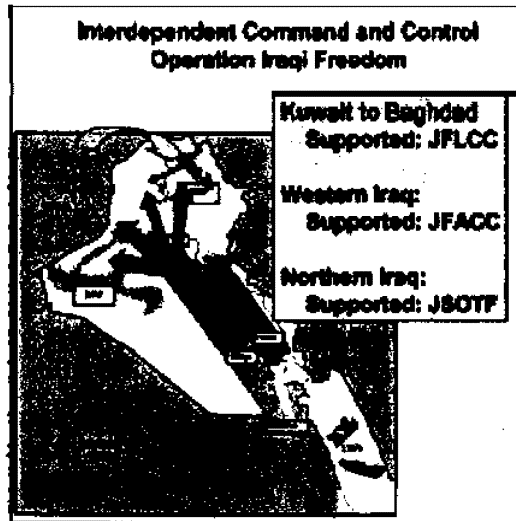 Interdependent Command and Control
Operation Iraqi Freedom
Kuwait to Baghdad
Supported: JFLCC
Western Iraq:
Supported: JFACC
Northern Iraq:
Supported: JSOTF